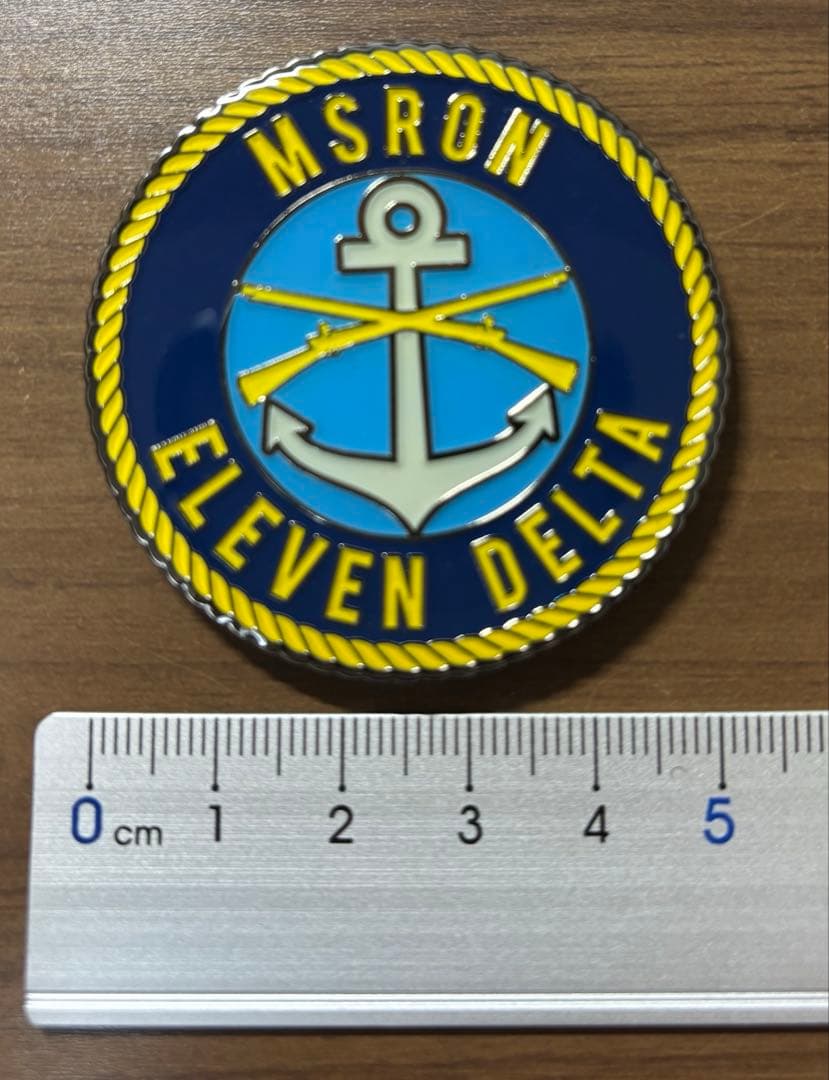 MSRON
ELEVEN DELTA
0 cm 1 2 3 4 5